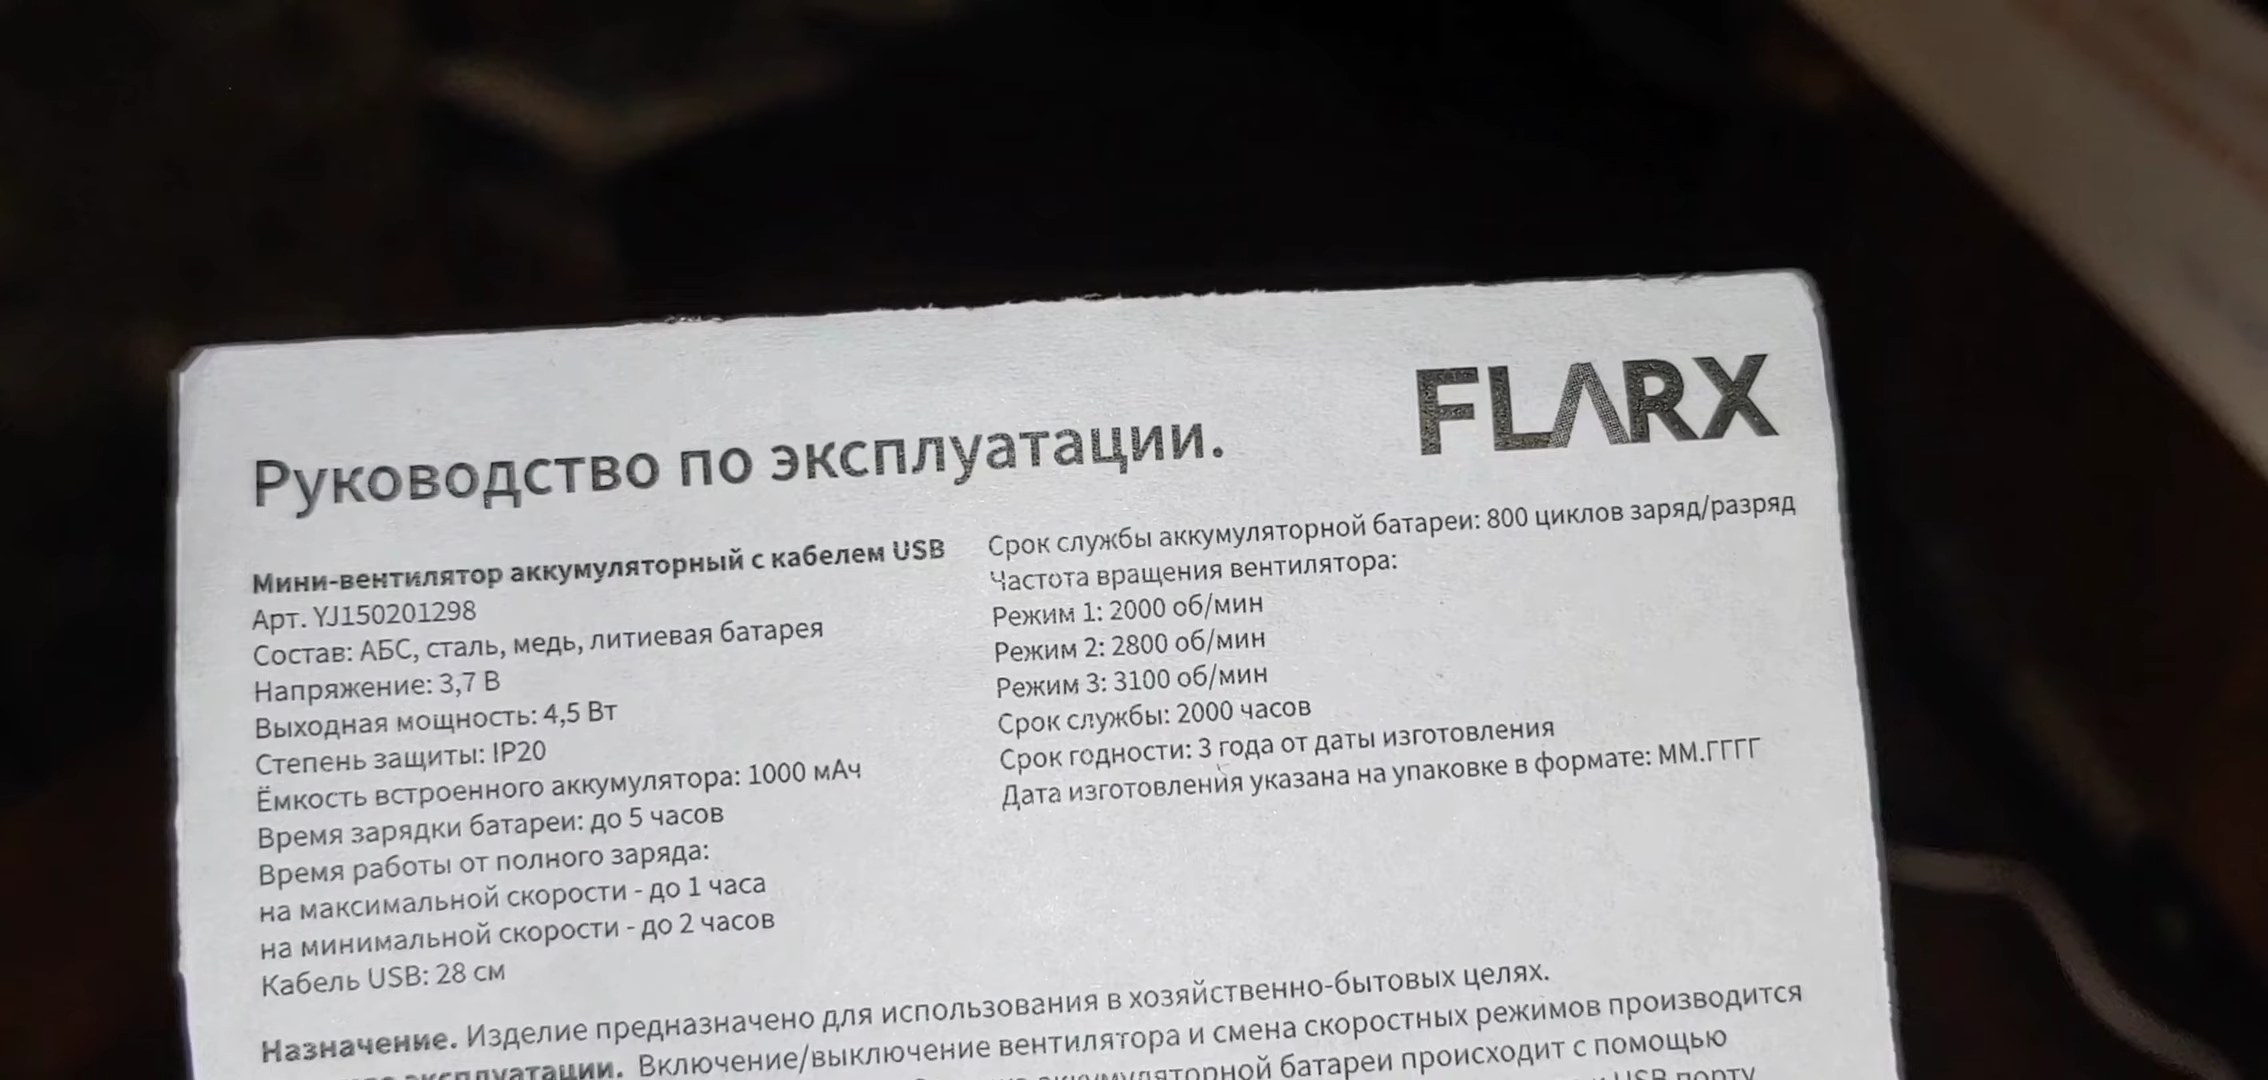 FLARX
Руководство по эксплуатации.
Мини-вентилятор аккумуляторный с кабелем USB
Арт. YJ150201298
Состав: АБС, сталь, медь, литиевая батарея
Напряжение: 3,7 В
Выходная мощность: 4,5 Вт
Степень защиты: IP20
Ёмкость встроенного аккумулятора: 1000 мАч
Время зарядки батареи: до 5 часов
Время работы от полного заряда:
на максимальной скорости - до 1 часа
на минимальной скорости - до 2 часов
Кабель USB: 28 см
Срок службы аккумуляторной батареи: 800 циклов заряд/разряд
Частота вращения вентилятора:
Режим 1: 2000 об/мин
Режим 2: 2800 об/мин
Режим 3: 3100 об/мин
Срок службы: 2000 часов
Срок годности: 3 года от даты изготовления
Дата изготовления указана на упаковке в формате: ММ.ГГГГ
Назначение. Изделие предназначено для использования в хозяйственно-бытовых целях.
эксплуатации. Включение/выключение вентилятора и смена скоростных режимов производится
аккумуляторной батареи происходит с помощью
USB порту